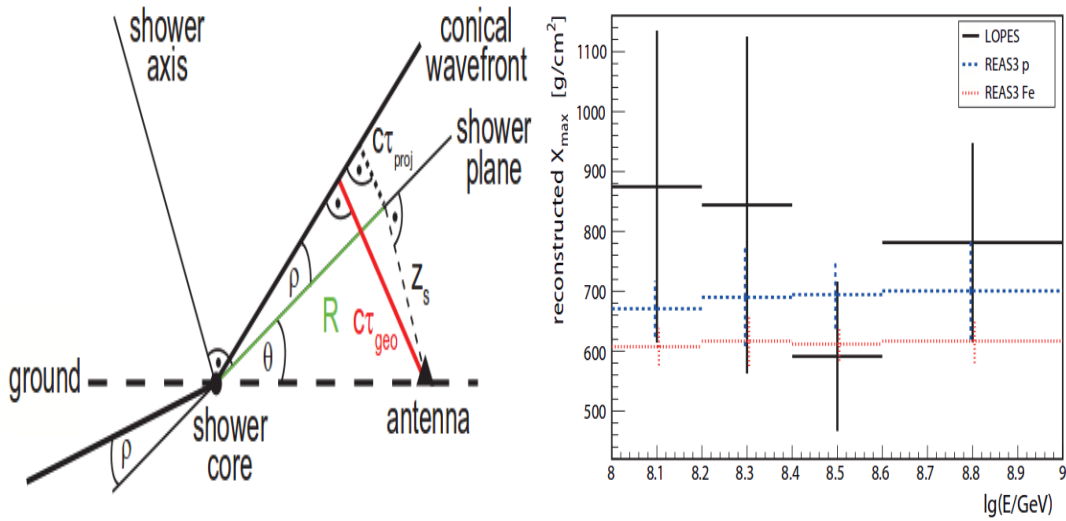 shower
axis
conical
wavefront
cτproj
shower
plane
ρ
zs
R
cτgeo
θ
ground
shower
core
antenna
ρ
reconstructed Xmax [g/cm²]
1100
1000
900
800
700
600
500
LOPES
REAS3 p
REAS3 Fe
8 8.1 8.2 8.3 8.4 8.5 8.6 8.7 8.8 8.9 9
lg(E/GeV)